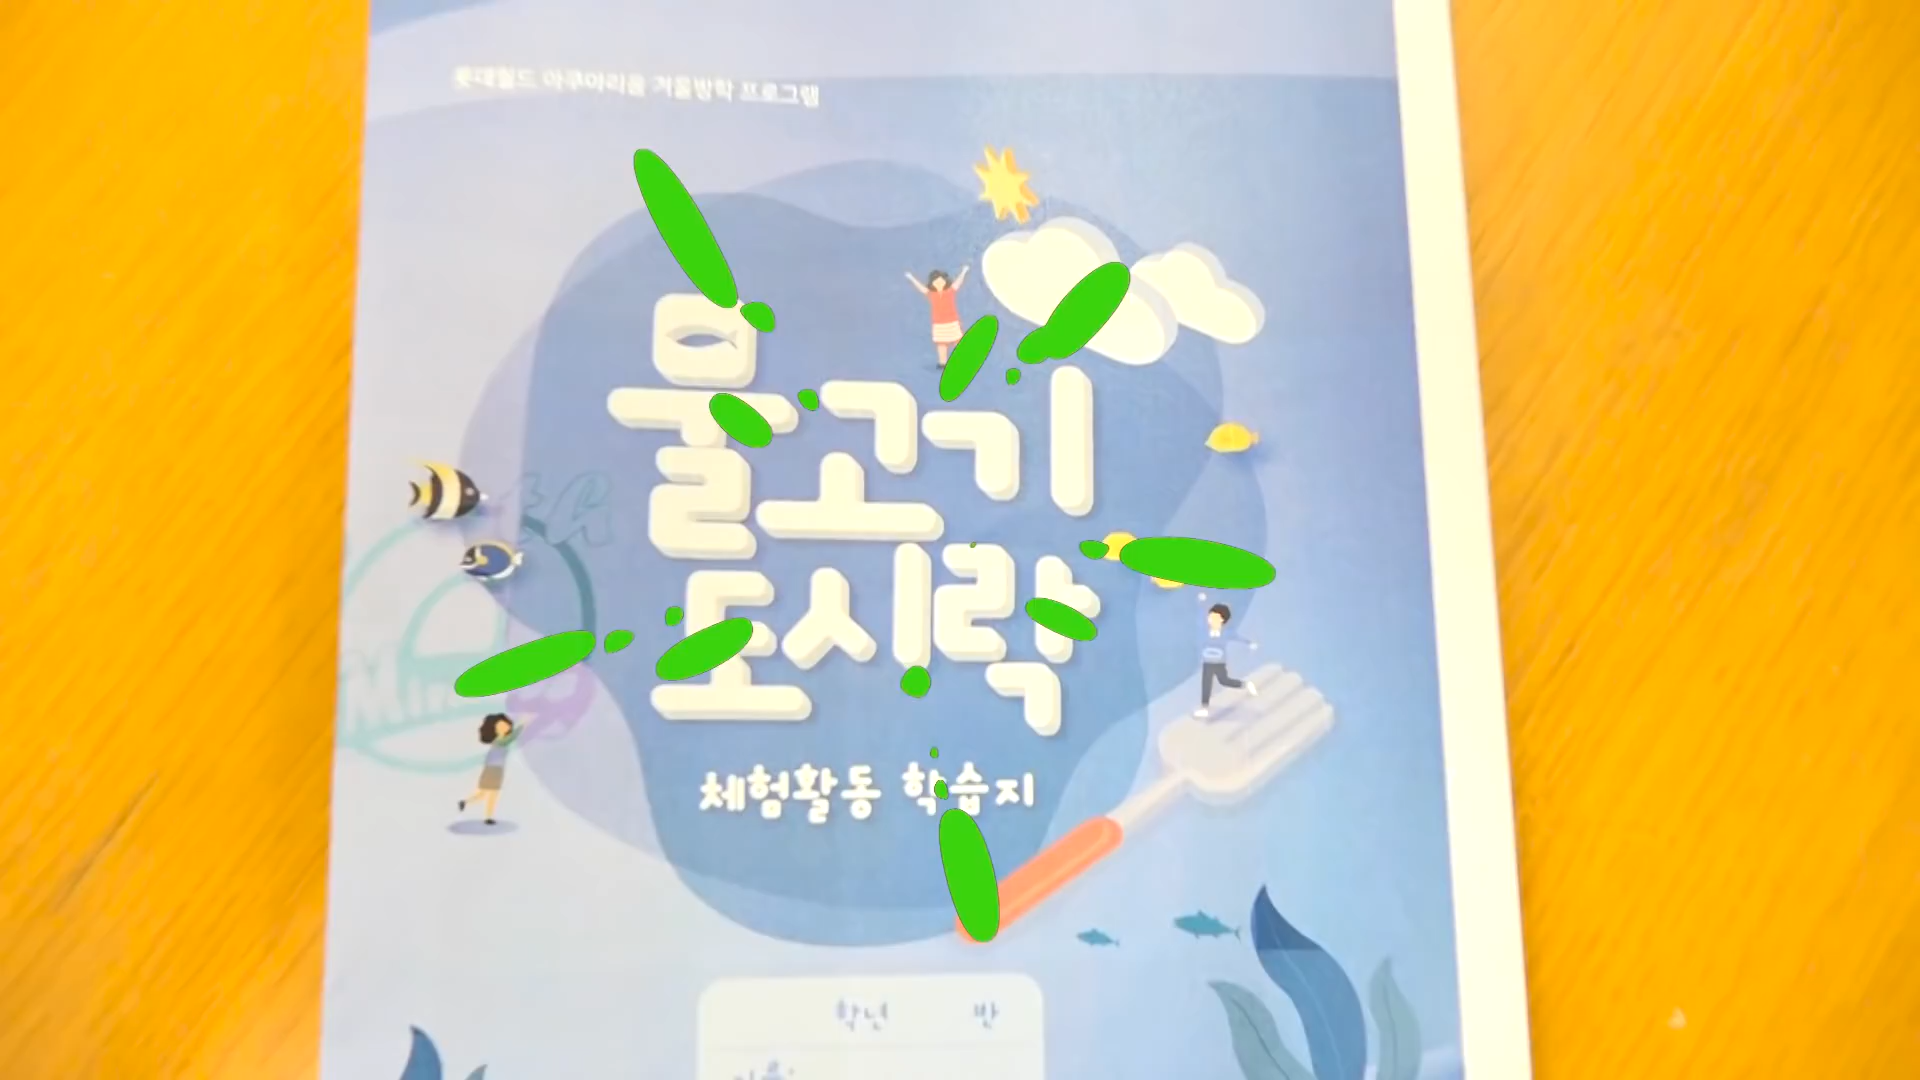 롯데월드 아쿠아리움 겨울방학 프로그램
물고기
도시락
체험활동 학습지
학년 반